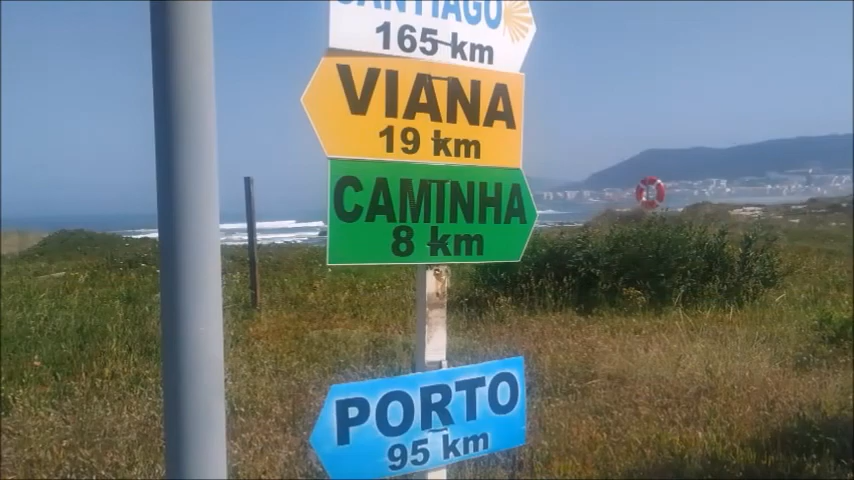 SANTIAGO
165 km
VIANA
19 km
CAMINHA
8 km
PORTO
95 km